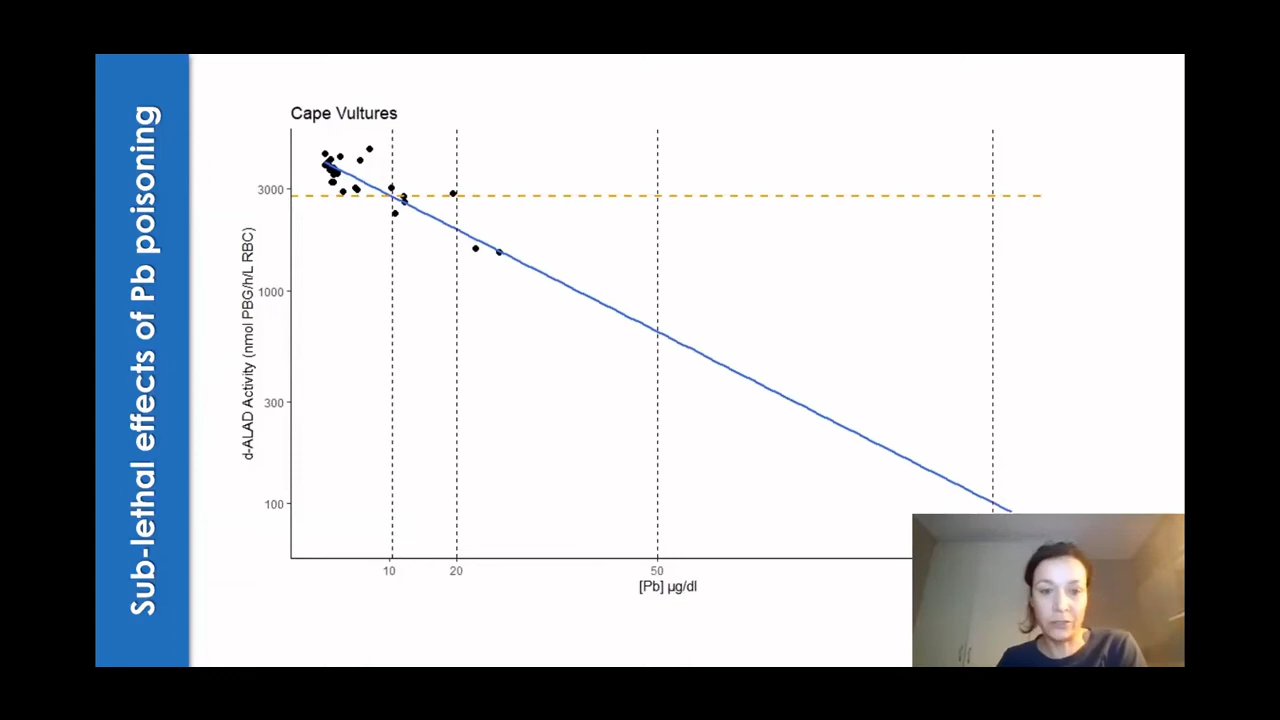 Sub-lethal effects of Pb poisoning
Cape Vultures
d-ALAD Activity (nmol PBG/h/L RBC)
3000
1000
300
100
10
20
50
[Pb] µg/dl